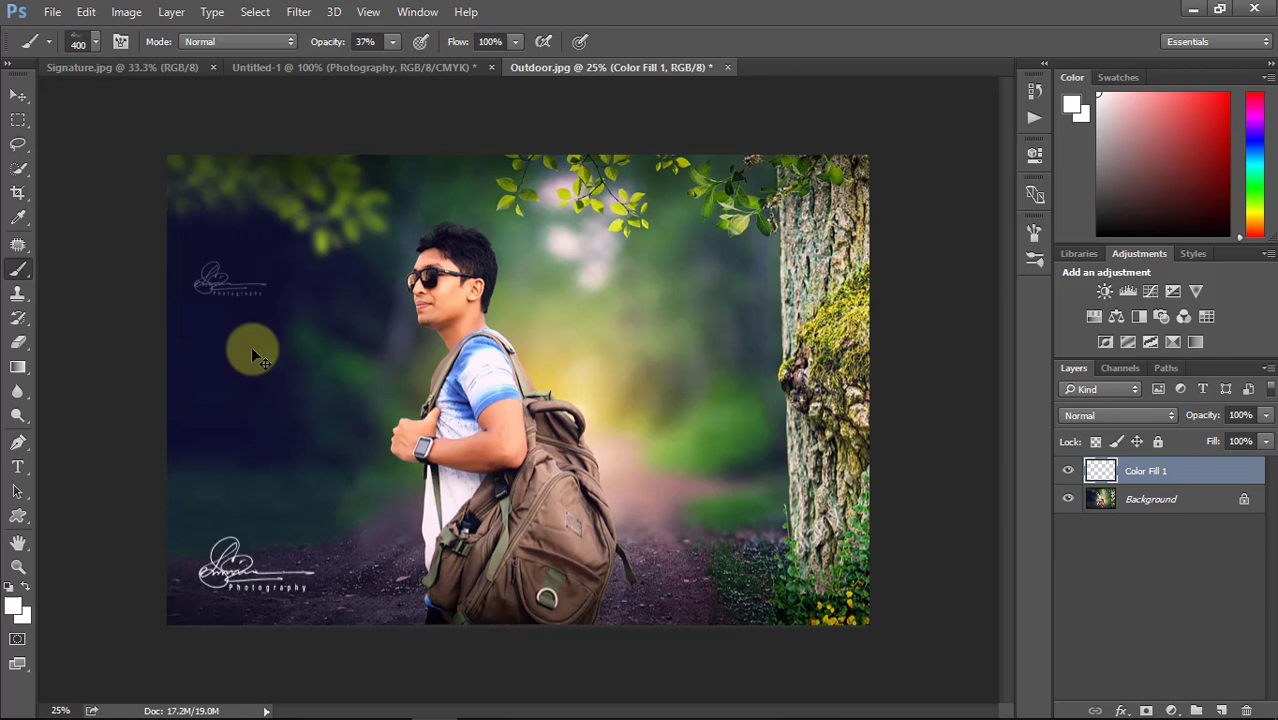 Ps File Edit Image Layer Type Select Filter 3D View Window Help
400 Mode: Normal Opacity: 37% Flow: 100% Essentials
Signature.jpg @ 33.3% (RGB/8) × Untitled-1 @ 100% (Photography, RGB/8/CMYK) * × Outdoor.jpg @ 25% (Color Fill 1, RGB/8) * ×
Color Swatches
Libraries Adjustments Styles
Add an adjustment
Photography
Layers Channels Paths
Kind
Normal Opacity: 100%
Lock: Fill: 100%
Color Fill 1
Background
Photography
25% Doc: 17.2M/19.0M